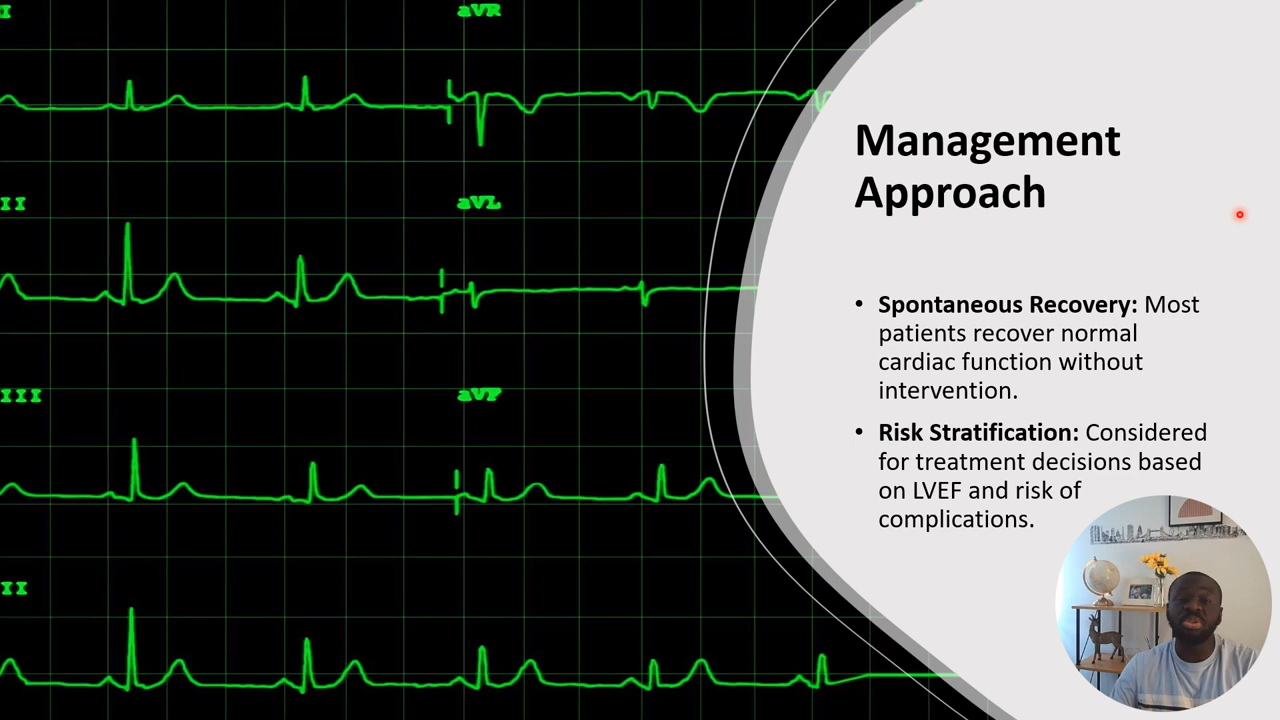 I
aVR
II
aVL
III
aVF
II
Management
Approach
• Spontaneous Recovery: Most
patients recover normal
cardiac function without
intervention.
• Risk Stratification: Considered
for treatment decisions based
on LVEF and risk of
complications.